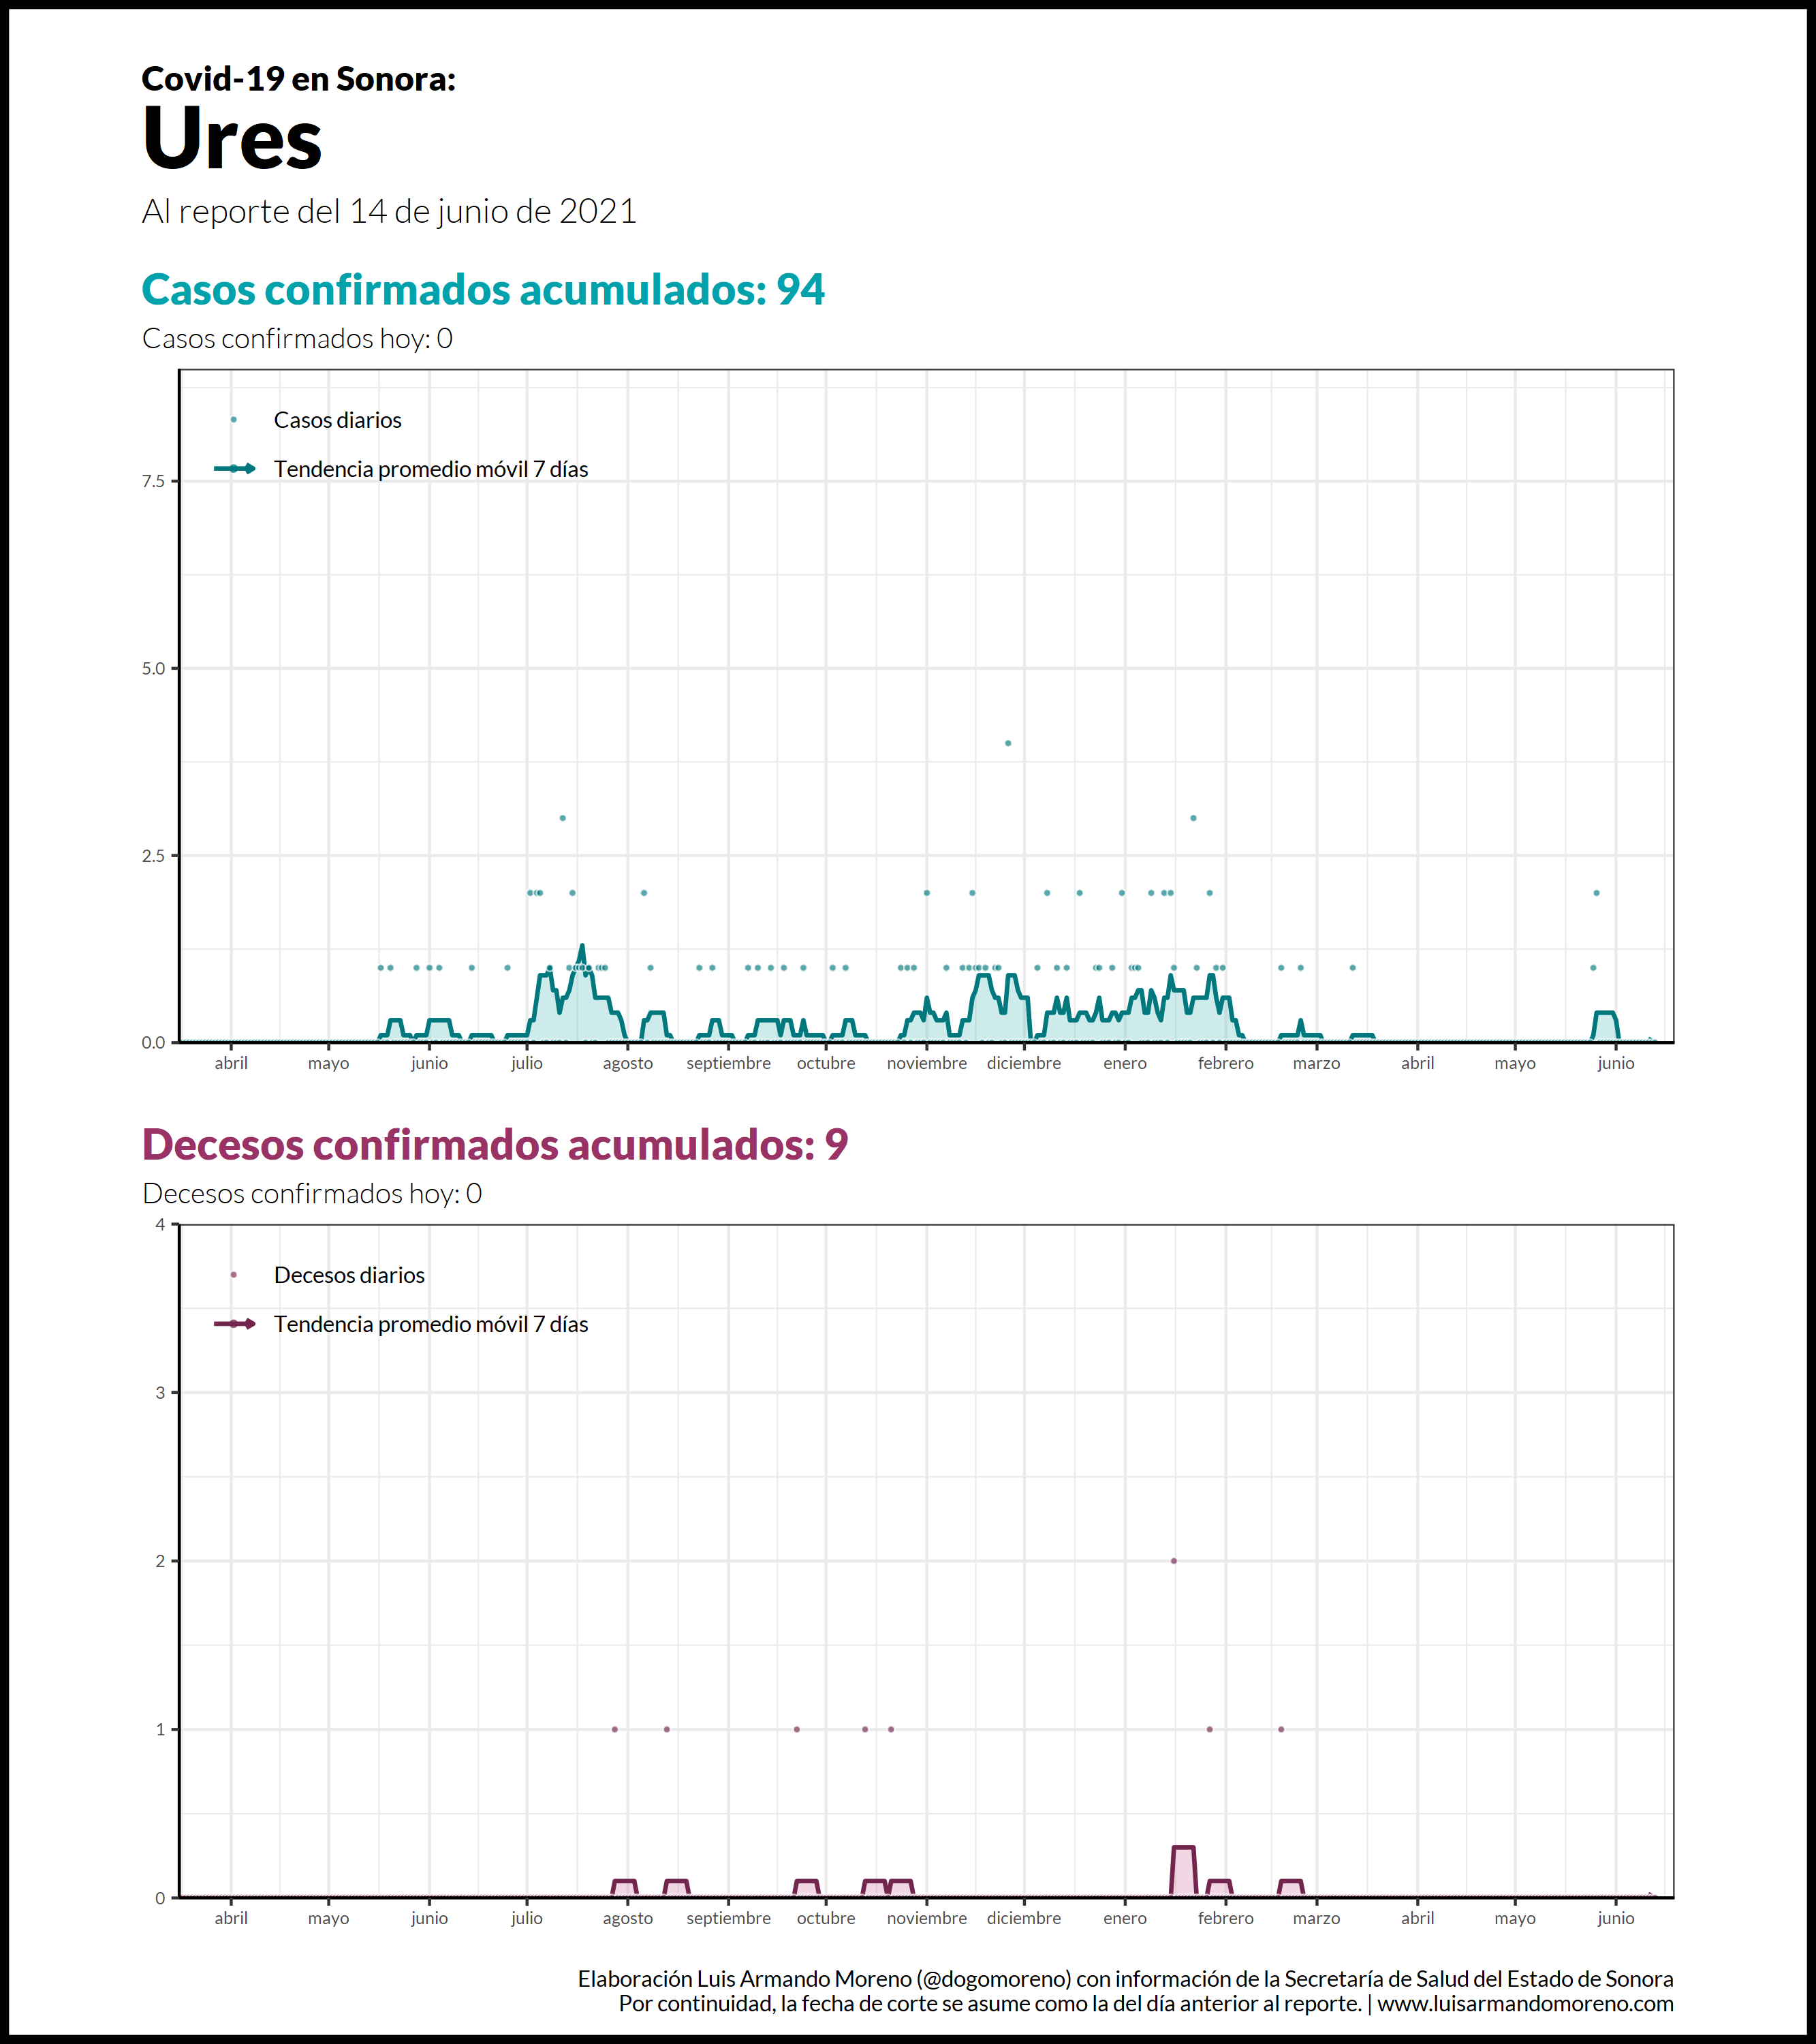 Covid-19 en Sonora:
Ures
Al reporte del 14 de junio de 2021
Casos confirmados acumulados: 94
Casos confirmados hoy: 0
Casos diarios
Tendencia promedio móvil 7 días
7.5
5.0
2.5
0.0
abril mayo junio julio agosto septiembre octubre noviembre diciembre enero febrero marzo abril mayo junio
Decesos confirmados acumulados: 9
Decesos confirmados hoy: 0
4
Decesos diarios
Tendencia promedio móvil 7 días
3
2
1
0
abril mayo junio julio agosto septiembre octubre noviembre diciembre enero febrero marzo abril mayo junio
Elaboración Luis Armando Moreno (@dogomoreno) con información de la Secretaría de Salud del Estado de Sonora
Por continuidad, la fecha de corte se asume como la del día anterior al reporte. | www.luisarmandomoreno.com